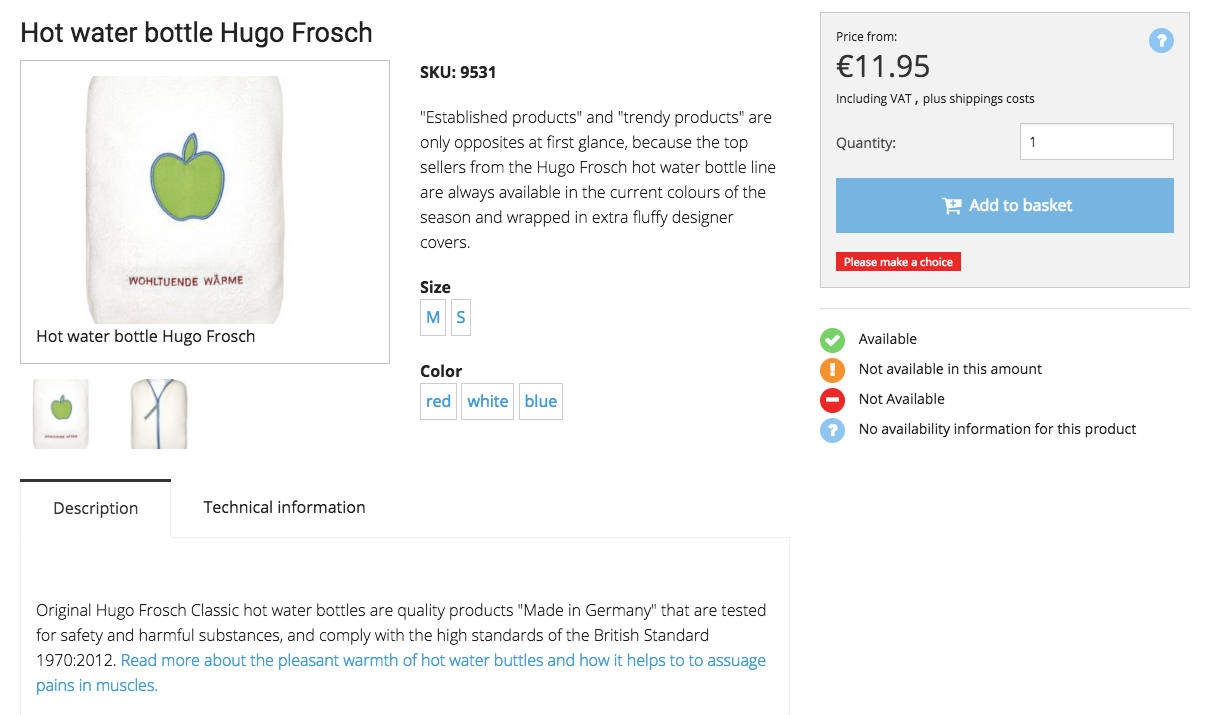 Hot water bottle Hugo Frosch
WOHLTUENDE WÄRME
Hot water bottle Hugo Frosch
SKU: 9531
"Established products" and "trendy products" are
only opposites at first glance, because the top
sellers from the Hugo Frosch hot water bottle line
are always available in the current colours of the
season and wrapped in extra fluffy designer
covers.
Size
M S
Color
red white blue
Price from:
€11.95
Including VAT , plus shippings costs
Quantity: 1
Add to basket
Please make a choice
Available
Not available in this amount
Not Available
No availability information for this product
Description Technical information
Original Hugo Frosch Classic hot water bottles are quality products "Made in Germany" that are tested
for safety and harmful substances, and comply with the high standards of the British Standard
1970:2012. Read more about the pleasant warmth of hot water buttles and how it helps to to assuage
pains in muscles.